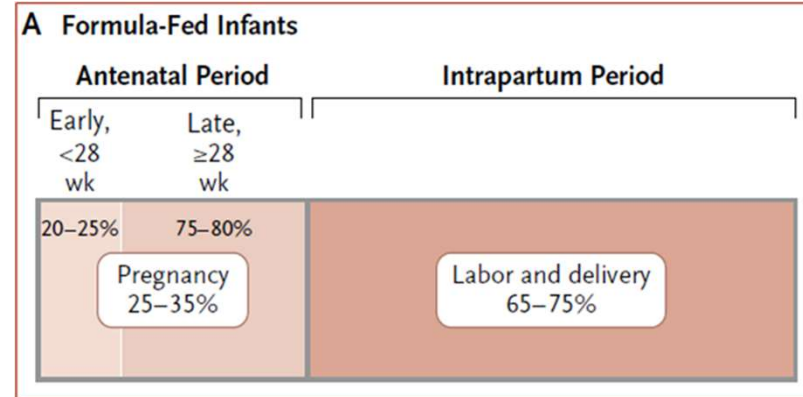 A Formula-Fed Infants
Antenatal Period
Intrapartum Period
Early,
<28
wk
Late,
≥28
wk
20–25%
75–80%
Pregnancy
25–35%
Labor and delivery
65–75%